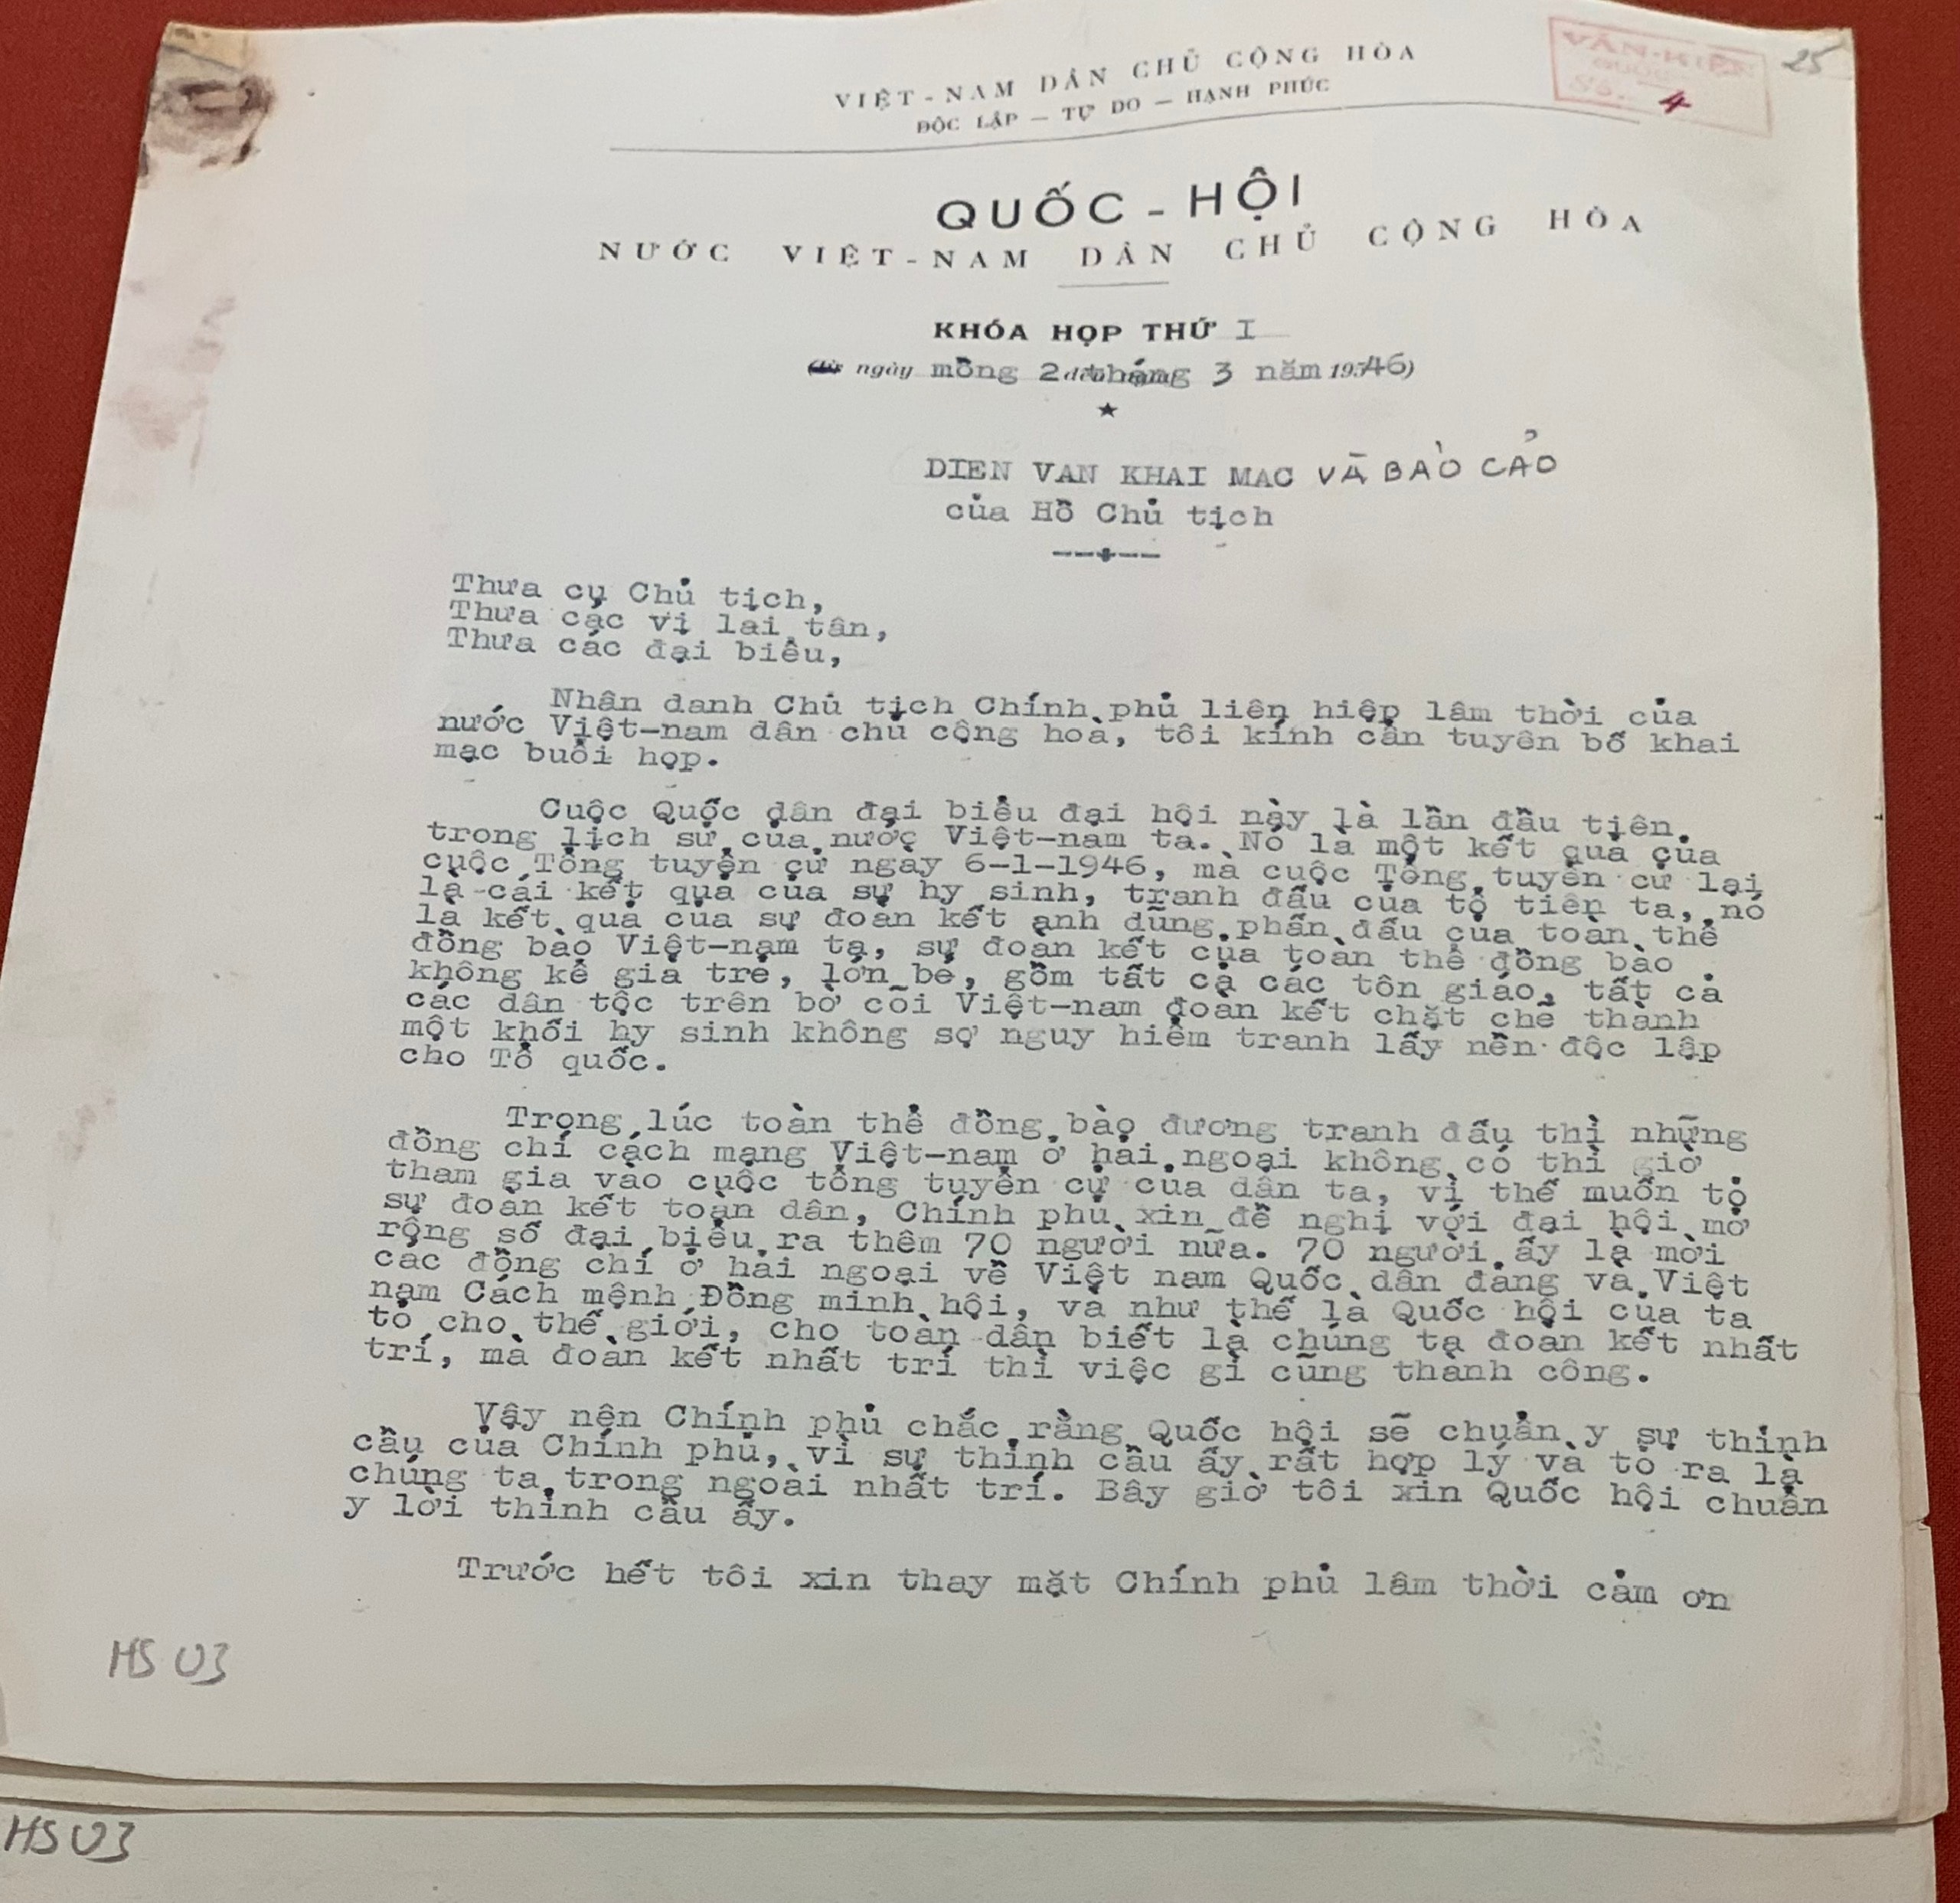 VIỆT-NAM DÂN CHỦ CỘNG HÒA
ĐỘC LẬP — TỰ DO — HẠNH PHÚC
VĂN-KIỆN
QUỐC-
Số. 4
25
QUỐC-HỘI
NƯỚC VIỆT-NAM DÂN CHỦ CỘNG HÒA
KHÓA HỌP THỨ I
ngày mồng 2 tháng 3 năm 1946)
★
DIEN VAN KHAI MAC VÀ BÁO CÁO
của Hồ Chủ tịch
Thưa cụ Chủ tịch,
Thưa các vị lai tân,
Thưa các đại biểu,
Nhân danh Chủ tịch Chính phủ liên hiệp lâm thời của
nước Việt-nam dân chủ cộng hoà, tôi kính cẩn tuyên bố khai
mạc buổi họp.
Cuộc Quốc dân đại biểu đại hội này là lần đầu tiên
trong lịch sử của nước Việt-nam ta. Nó là một kết quả của
cuộc Tổng tuyển cử ngày 6-1-1946, mà cuộc Tổng tuyển cử lại
là cái kết quả của sự hy sinh, tranh đấu của tổ tiên ta, nó
là kết quả của sự đoàn kết anh dũng phấn đấu của toàn thể
đồng bào Việt-nam ta, sự đoàn kết của toàn thể đồng bào
không kể già trẻ, lớn bé, gồm tất cả các tôn giáo, tất cả
các dân tộc trên bờ cõi Việt-nam đoàn kết chặt chẽ thành
một khối hy sinh không sợ nguy hiểm tranh lấy nền độc lập
cho Tổ quốc.
Trong lúc toàn thể đồng bào đương tranh đấu thì những
đồng chí cách mạng Việt-nam ở hải ngoại không có thì giờ
tham gia vào cuộc tổng tuyển cử của dân ta, vì thế muốn tỏ
sự đoàn kết toàn dân, Chính phủ xin đề nghị với đại hội mở
rộng số đại biểu ra thêm 70 người nữa. 70 người ấy là mời
các đồng chí ở hải ngoại về Việt nam Quốc dân đảng và Việt
nam Cách mệnh Đồng minh hội, và như thế là Quốc hội của ta
tỏ cho thế giới, cho toàn dân biết là chúng ta đoàn kết nhất
trí, mà đoàn kết nhất trí thì việc gì cũng thành công.
Vậy nên Chính phủ chắc rằng Quốc hội sẽ chuẩn y sự thỉnh
cầu của Chính phủ, vì sự thỉnh cầu ấy rất hợp lý và tỏ ra là
chúng ta trong ngoài nhất trí. Bây giờ tôi xin Quốc hội chuẩn
y lời thỉnh cầu ấy.
Trước hết tôi xin thay mặt Chính phủ lâm thời cảm ơn
HS 03
HS 03